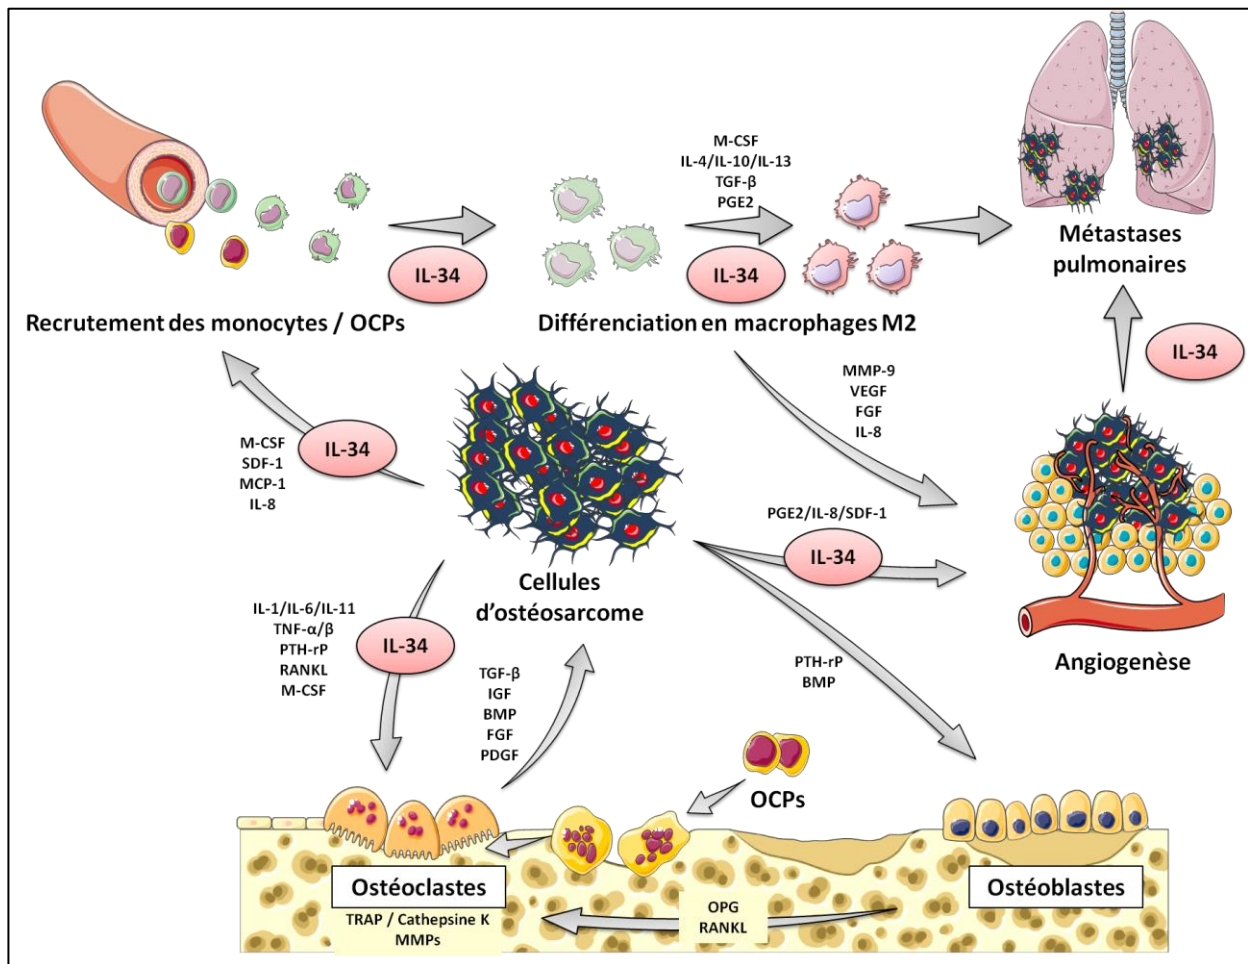 M-CSF
IL-4/IL-10/IL-13
TGF-β
PGE2
IL-34
IL-34
Métastases
pulmonaires
Recrutement des monocytes / OCPs
Différenciation en macrophages M2
IL-34
MMP-9
VEGF
FGF
IL-8
M-CSF
SDF-1
MCP-1
IL-8
IL-34
PGE2/IL-8/SDF-1
IL-34
Cellules
d'ostéosarcome
IL-1/IL-6/IL-11
TNF-α/β
PTH-rP
RANKL
M-CSF
IL-34
TGF-β
IGF
BMP
FGF
PDGF
PTH-rP
BMP
Angiogenèse
OCPs
Ostéoclastes
TRAP / Cathepsine K
MMPs
OPG
RANKL
Ostéoblastes